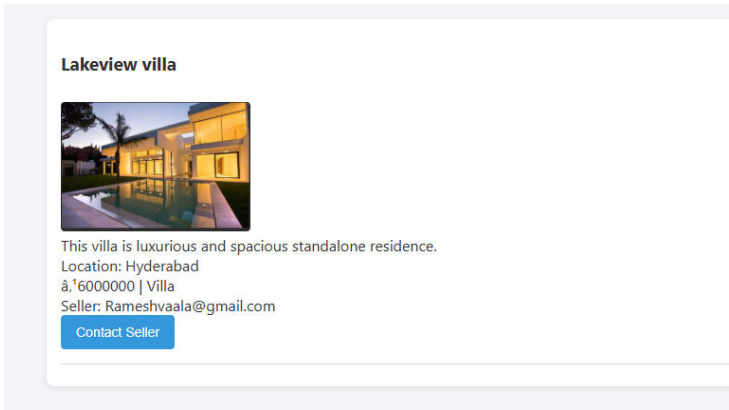 Lakeview villa
This villa is luxurious and spacious standalone residence.
Location: Hyderabad
â‚¹6000000 | Villa
Seller: Rameshvaala@gmail.com
Contact Seller